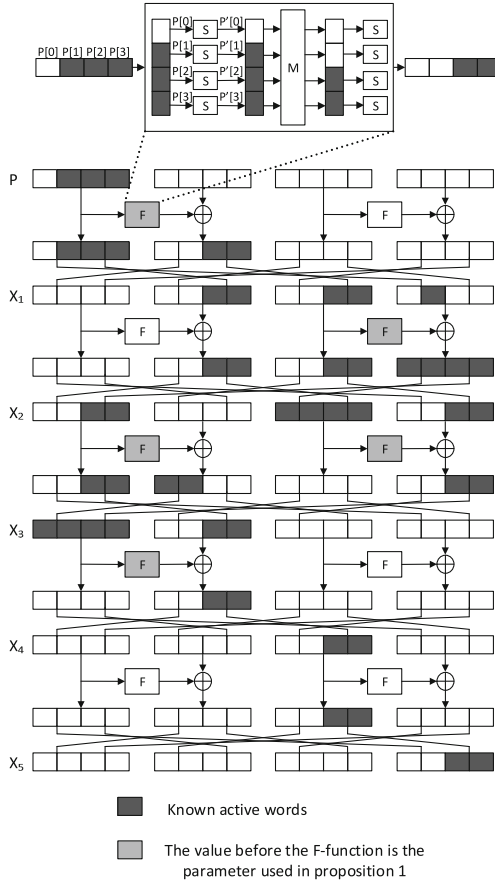 P[0] P[1] P[2] P[3]
P[0] S P'[0] S
P[1] S P'[1] S
M
P[2] S P'[2] S
P[3] S P'[3] S
P
F F
X1
F F
X2
F F
X3
F F
X4
F F
X5
Known active words
The value before the F-function is the
parameter used in proposition 1